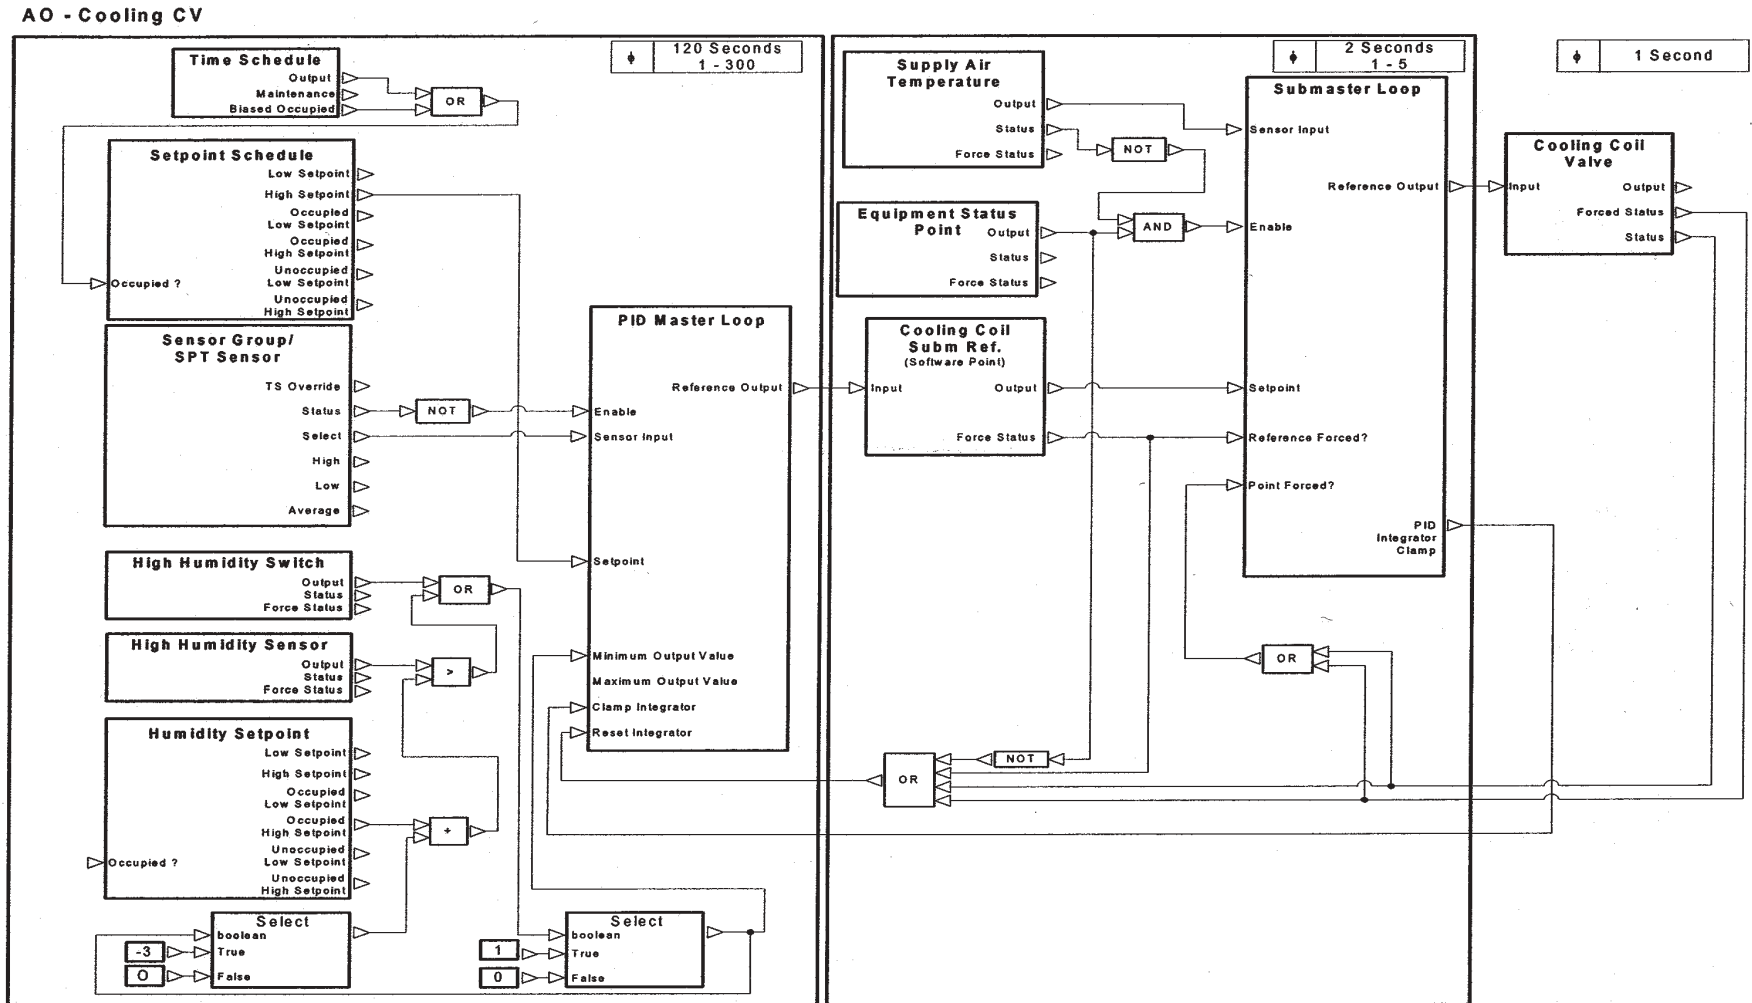 AO - Cooling CV
ϕ
120 Seconds
1 - 300
Time Schedule
Output
Maintenance
Biased Occupied
OR
Setpoint Schedule
Low Setpoint
High Setpoint
Occupied
Low Setpoint
Occupied
High Setpoint
Unoccupied
Low Setpoint
Occupied ?
Unoccupied
High Setpoint
Sensor Group/
SPT Sensor
TS Override
Status
Select
High
Low
Average
NOT
High Humidity Switch
Output
Status
Force Status
OR
High Humidity Sensor
Output
Status
Force Status
>
Humidity Setpoint
Low Setpoint
High Setpoint
Occupied
Low Setpoint
Occupied
High Setpoint
Unoccupied
Low Setpoint
Occupied ?
Unoccupied
High Setpoint
+
Select
boolean
-3
True
O
False
Select
boolean
1
True
0
False
PID Master Loop
Reference Output
Enable
Sensor Input
Setpoint
Minimum Output Value
Maximum Output Value
Clamp Integrator
Reset Integrator
ϕ
2 Seconds
1 - 5
Supply Air
Temperature
Output
Status
Force Status
NOT
Equipment Status
Point
Output
Status
Force Status
AND
Cooling Coil
Subm Ref.
(Software Point)
Input
Output
Force Status
Submaster Loop
Sensor Input
Reference Output
Enable
Setpoint
Reference Forced?
Point Forced?
PID
Integrator
Clamp
OR
NOT
OR
ϕ
1 Second
Cooling Coil
Valve
Input
Output
Forced Status
Status